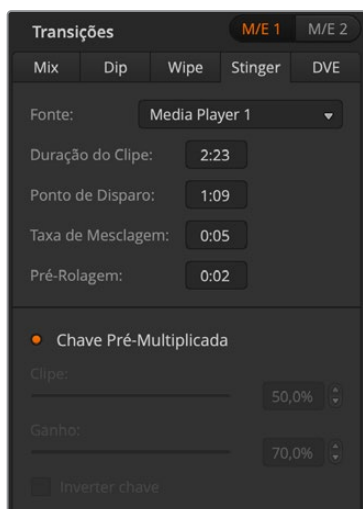 Transições M/E 1 M/E 2
Mix Dip Wipe Stinger DVE
Fonte: Media Player 1
Duração do Clipe: 2:23
Ponto de Disparo: 1:09
Taxa de Mesclagem: 0:05
Pré-Rolagem: 0:02
Chave Pré-Multiplicada
Clipe:
50,0%
Ganho:
70,0%
Inverter chave